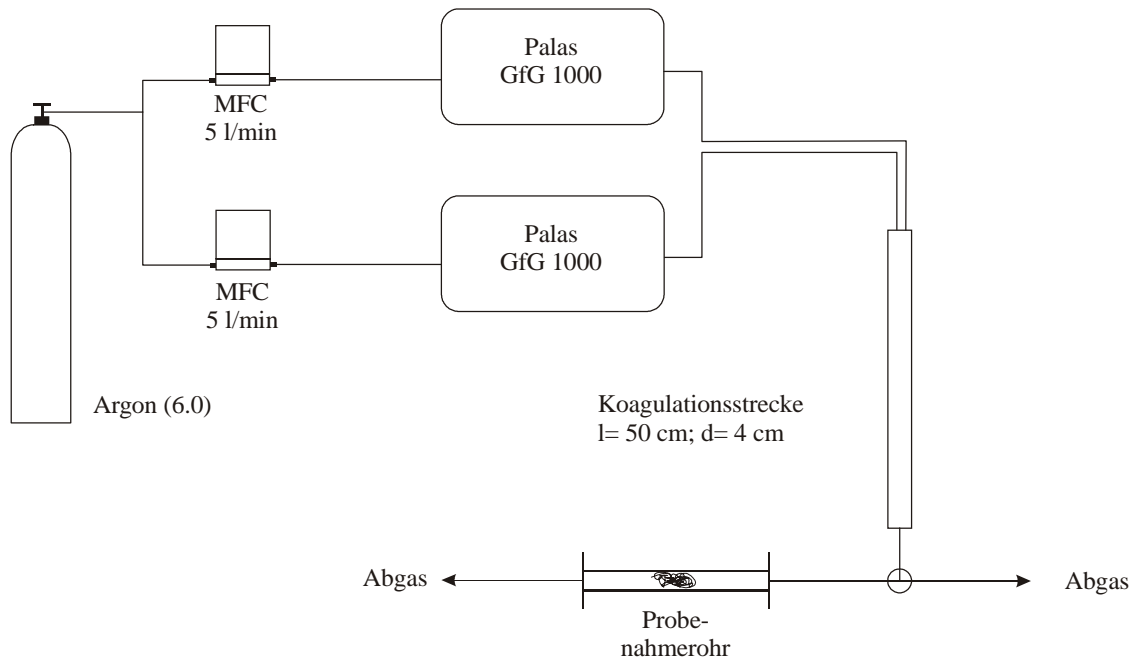 Palas
GfG 1000
MFC
5 l/min
Palas
GfG 1000
MFC
5 l/min
Argon (6.0)
Koagulationsstrecke
l= 50 cm; d= 4 cm
Abgas
Abgas
Probe-
nahmerohr